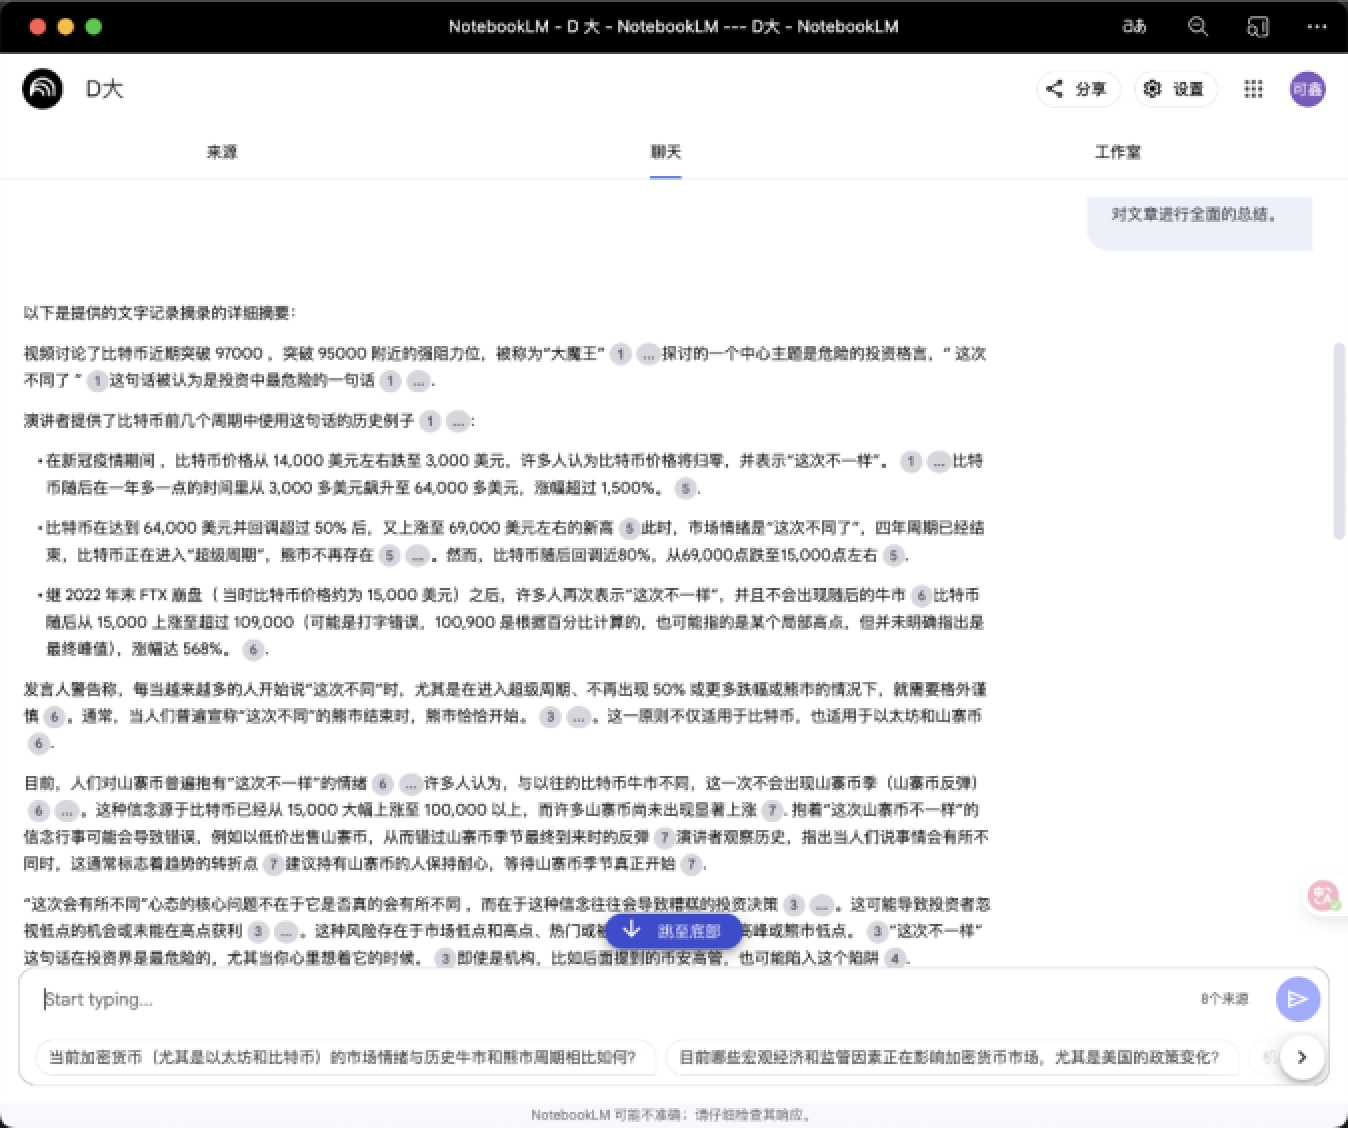 NotebookLM - D 大 - NotebookLM --- D大 - NotebookLM
aあ
D大
分享
设置
可鑫
来源
聊天
工作室
对文章进行全面的总结。
以下是提供的文字记录摘录的详细摘要：
视频讨论了比特币近期突破 97000 ，突破 95000 附近的强阻力位，被称为“大魔王” 1 ... 探讨的一个中心主题是危险的投资格言，“ 这次
不同了 ” 1 这句话被认为是投资中最危险的一句话 1 ... .
演讲者提供了比特币前几个周期中使用这句话的历史例子 1 ... :
• 在新冠疫情期间 ，比特币价格从 14,000 美元左右跌至 3,000 美元，许多人认为比特币价格将归零，并表示“这次不一样”。 1 ... 比特
币随后在一年多一点的时间里从 3,000 多美元飙升至 64,000 多美元，涨幅超过 1,500%。 5 .
• 比特币在达到 64,000 美元并回调超过 50% 后，又上涨至 69,000 美元左右的新高 5 此时，市场情绪是“这次不同了”，四年周期已经结
束，比特币正在进入“超级周期”，熊市不再存在 5 ... 。然而，比特币随后回调近80%，从69,000点跌至15,000点左右 5 .
• 继 2022 年末 FTX 崩盘（ 当时比特币价格约为 15,000 美元）之后，许多人再次表示“这次不一样”，并且不会出现随后的牛市 6 比特币
随后从 15,000 上涨至超过 109,000（可能是打字错误，100,900 是根据百分比计算的，也可能指的是某个局部高点，但并未明确指出是
最终峰值），涨幅达 568%。 6 .
发言人警告称，每当越来越多的人开始说“这次不同”时，尤其是在进入超级周期、不再出现 50% 或更多跌幅或熊市的情况下，就需要格外谨
慎 6 。通常，当人们普遍宣称“这次不同”的熊市结束时，熊市恰恰开始。 3 ... 。这一原则不仅适用于比特币，也适用于以太坊和山寨币
6 .
目前，人们对山寨币普遍抱有“这次不一样”的情绪 6 ... 许多人认为，与以往的比特币牛市不同，这一次不会出现山寨币季（山寨币反弹）
6 ... 。这种信念源于比特币已经从 15,000 大幅上涨至 100,000 以上，而许多山寨币尚未出现显著上涨 7 . 抱着“这次山寨币不一样”的
信念行事可能会导致错误，例如以低价出售山寨币，从而错过山寨币季节最终到来时的反弹 7 演讲者观察历史，指出当人们说事情会有所不
同时，这通常标志着趋势的转折点 7 建议持有山寨币的人保持耐心，等待山寨币季节真正开始 7 .
“这次会有所不同”心态的核心问题不在于它是否真的会有所不同 ，而在于这种信念往往会导致糟糕的投资决策 3 ... 。这可能导致投资者忽
视低点的机会或未能在高点获利 3 ... 。这种风险存在于市场低点和高点、热门或 高峰或熊市低点。 3 “这次不一样”
跳至底部
这句话在投资界是最危险的，尤其当你心里想着它的时候。 3 即使是机构，比如后面提到的币安高管，也可能陷入这个陷阱 4 .
Start typing...
8个来源
当前加密货币（尤其是以太坊和比特币）的市场情绪与历史牛市和熊市周期相比如何？
目前哪些宏观经济和监管因素正在影响加密货币市场，尤其是美国的政策变化？
NotebookLM 可能不准确；请仔细检查其响应。